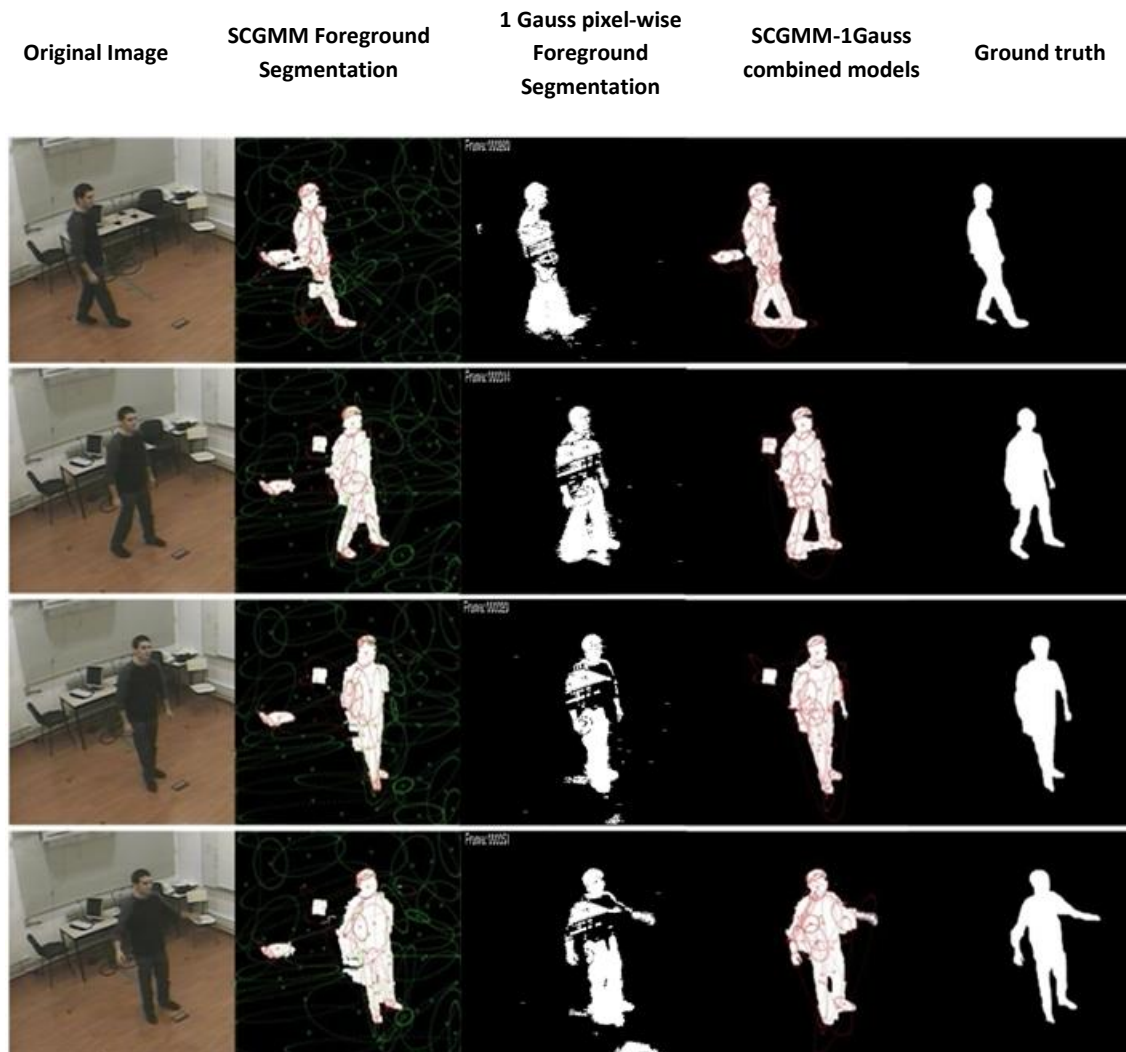 Original Image
SCGMM Foreground
Segmentation
1 Gauss pixel-wise
Foreground
Segmentation
SCGMM-1Gauss
combined models
Ground truth